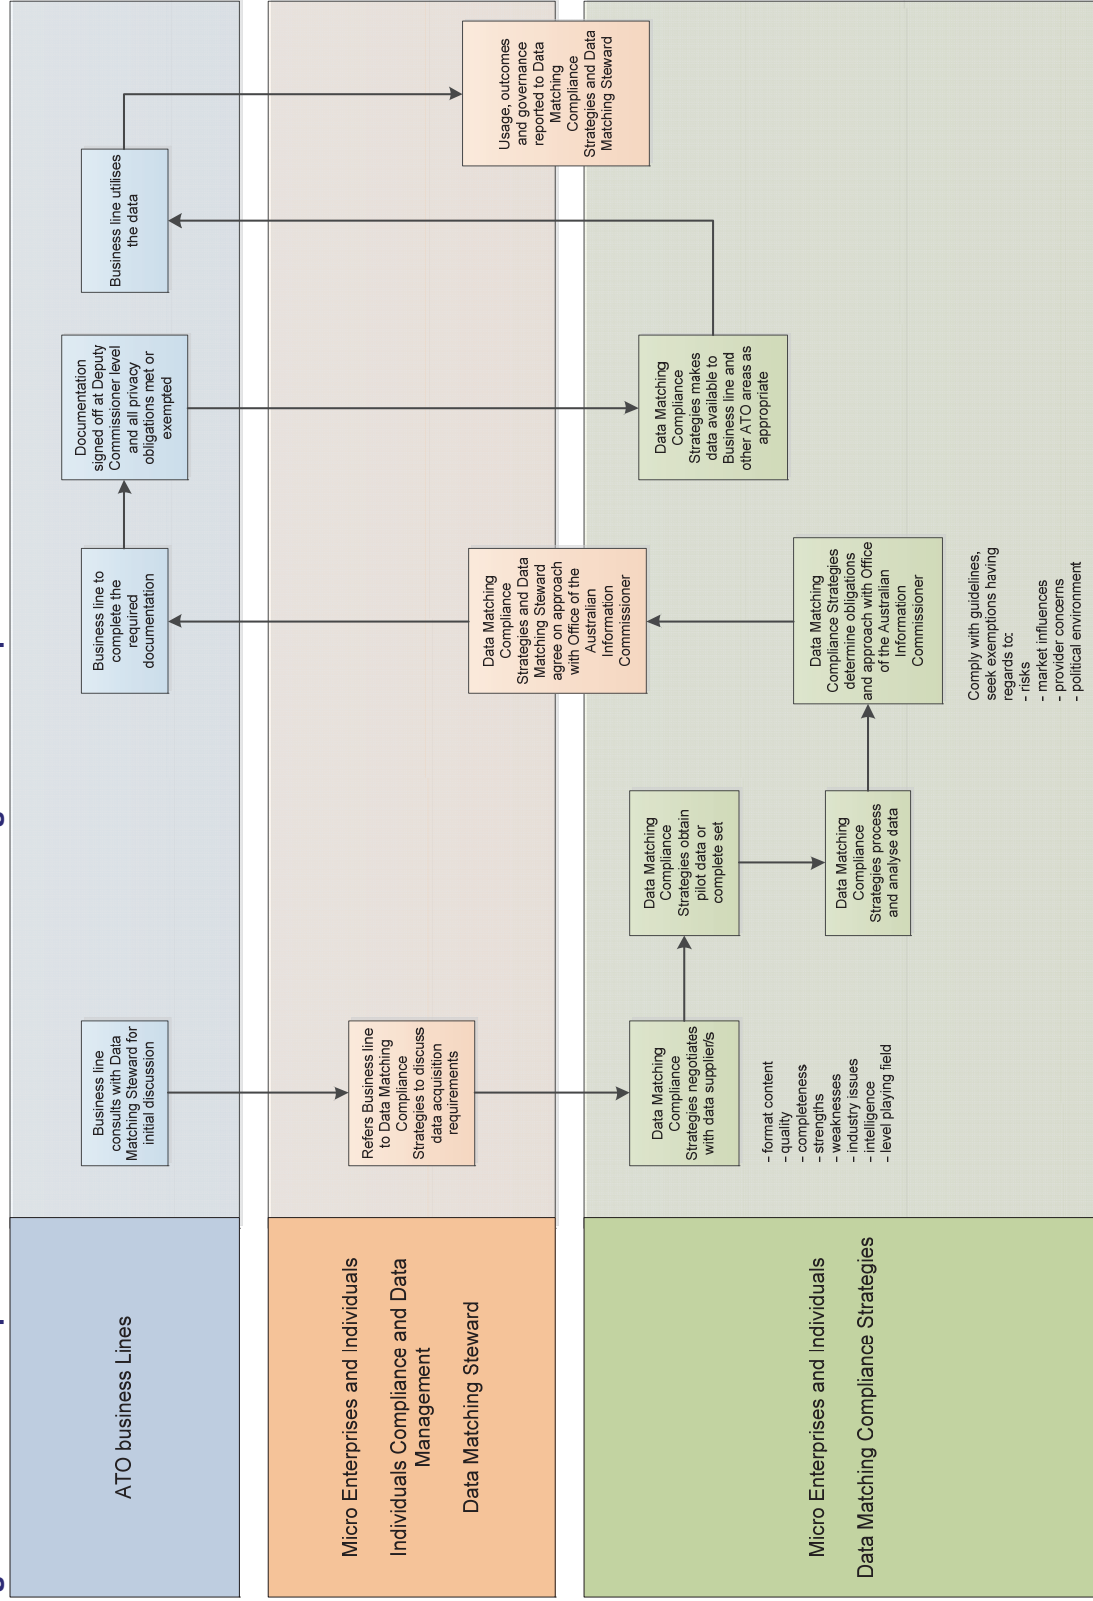 ATO business Lines
Business line
consults with Data
Matching Steward for
initial discussion
Business line to
complete the
required
documentation
Documentation
signed off at Deputy
Commissioner level
and all privacy
obligations met or
exempted
Business line utilises
the data
Micro Enterprises and Individuals
Individuals Compliance and Data
Management
Data Matching Steward
Refers Business line
to Data Matching
Compliance
Strategies to discuss
data acquisition
requirements
Data Matching
Compliance
Strategies and Data
Matching Steward
agree on approach
with Office of the
Australian
Information
Commissioner
Usage, outcomes
and governance
reported to Data
Matching
Compliance
Strategies and Data
Matching Steward
Micro Enterprises and Individuals
Data Matching Compliance Strategies
Data Matching
Compliance
Strategies negotiates
with data supplier/s
- format content
- quality
- completeness
- strengths
- weaknesses
- industry issues
- intelligence
- level playing field
Data Matching
Compliance
Strategies obtain
pilot data or
complete set
Data Matching
Compliance
Strategies process
and analyse data
Data Matching
Compliance Strategies
determine obligations
and approach with Office
of the Australian
Information
Commissioner
Comply with guidelines,
seek exemptions having
regards to:
- risks
- market influences
- provider concerns
- political environment
Data Matching
Compliance
Strategies makes
data available to
Business line and
other ATO areas as
appropriate